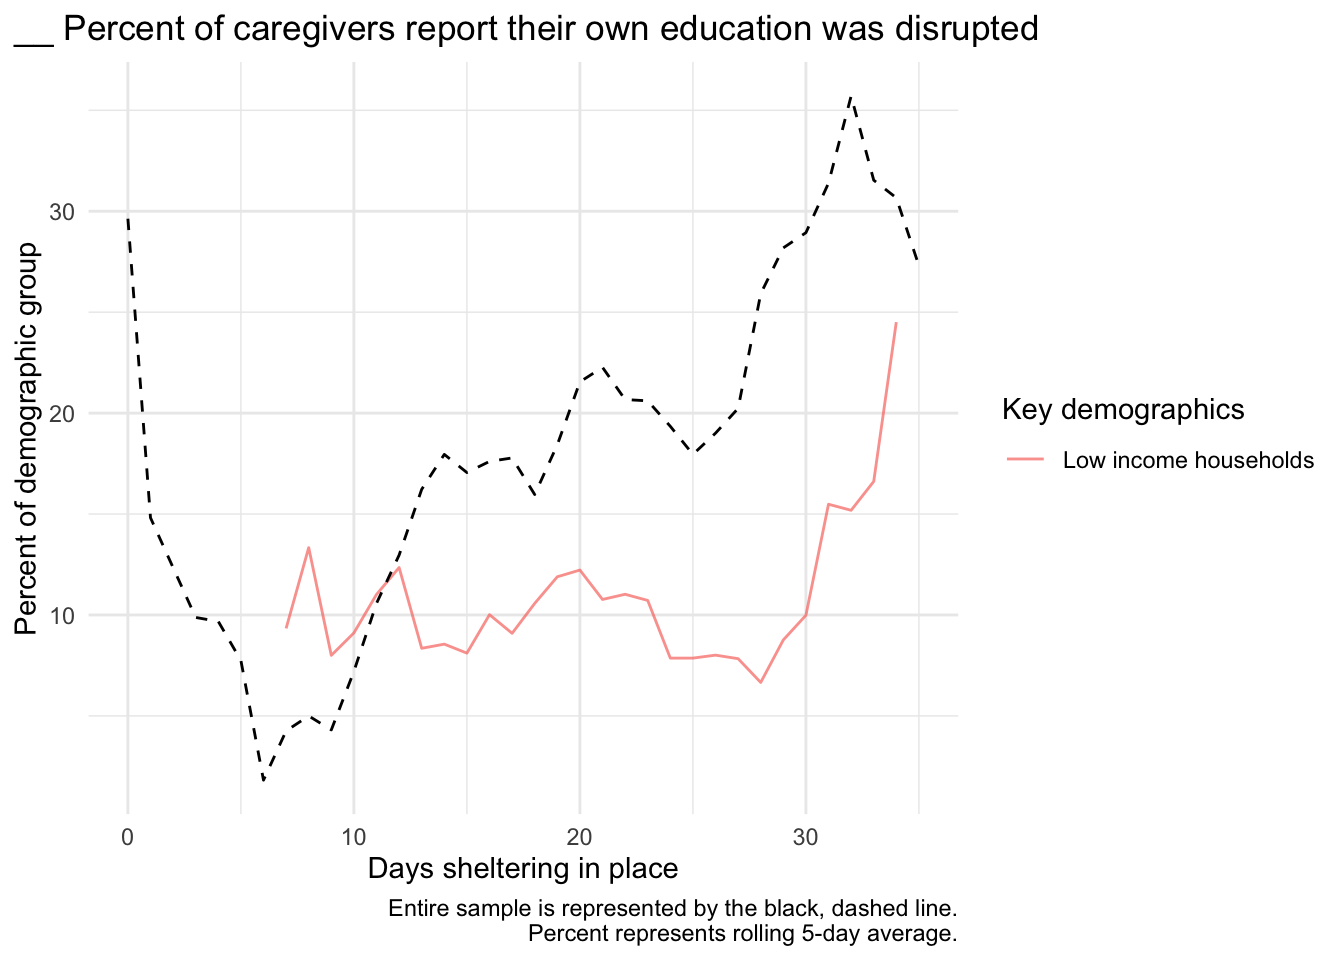 __ Percent of caregivers report their own education was disrupted
Percent of demographic group
30
20
10
0
10
20
30
Days sheltering in place
Key demographics
Low income households
Entire sample is represented by the black, dashed line.
Percent represents rolling 5-day average.